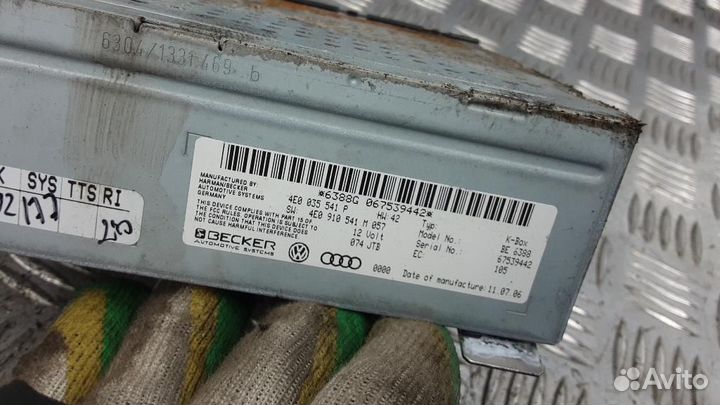 6304/1331469 b
K SYS TTS RI
MANUFACTURED BY:
HARMAN/BECKER
AUTOMOTIVE SYSTEMS
GERMANY
*6388G 067539442*
4E0 035 541 P HW: 42 Typ: K-Box
SW: 4E0 910 541 M 057 Model No.: BE 6388
12 Volt Serial No.: 67539442
074 JTB EC: 105
THIS DEVICE COMPLIES WITH PART 15 OF
THE FCC RULES. OPERATION IS SUBJECT TO
THE CONDITION THAT THIS DEVICE DOES
NOT CAUSE HARMFUL INTERFERENCE.
BECKER
AUTOMOTIVE SYSTEMS
0000 Date of manufacture: 11.07.06
Avito